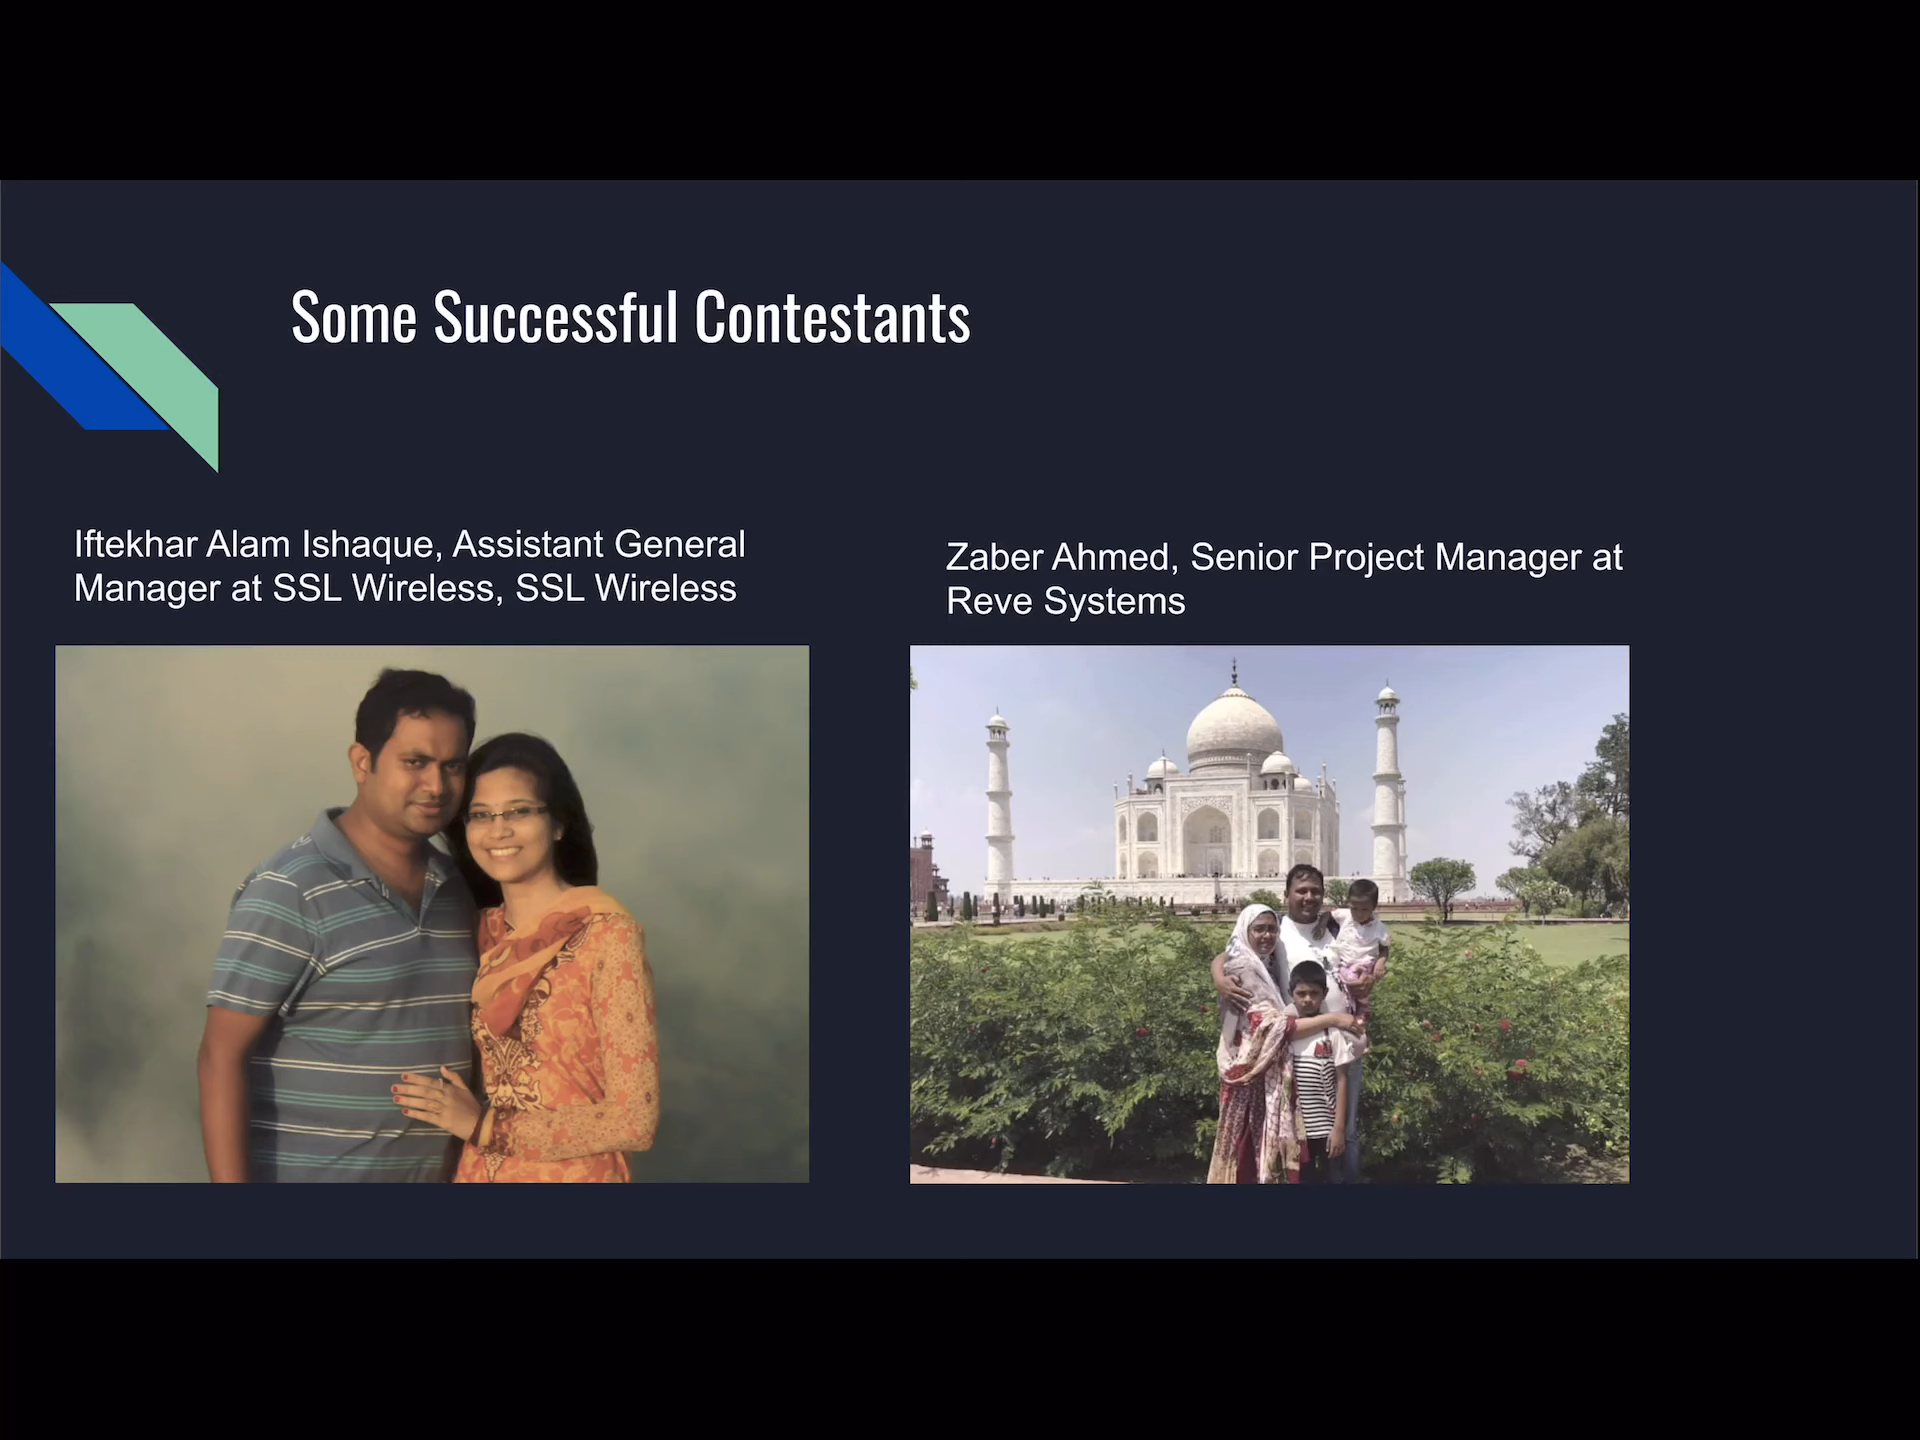 Some Successful Contestants
Iftekhar Alam Ishaque, Assistant General
Manager at SSL Wireless, SSL Wireless
Zaber Ahmed, Senior Project Manager at
Reve Systems